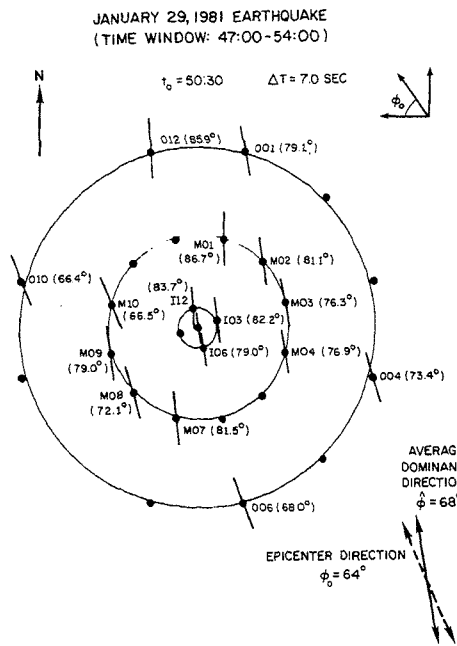 JANUARY 29, 1981 EARTHQUAKE
(TIME WINDOW: 47:00-54:00)
N
t₀ = 50:30 ΔT = 7.0 SEC
ϕ₀
O12 (85.9°)
O01 (79.1°)
M01
(86.7°)
M02 (81.1°)
O10 (66.4°)
(83.7°)
I12
M03 (76.3°)
M10
(66.5°)
I03 (82.2°)
M09
(79.0°)
I06 (79.0°)
M04 (76.9°)
M08
(72.1°)
O04 (73.4°)
M07 (81.5°)
O06 (68.0°)
DOMINAN
DIRECTIO
ϕ̂ = 68
EPICENTER DIRECTION
ϕ₀ = 64°